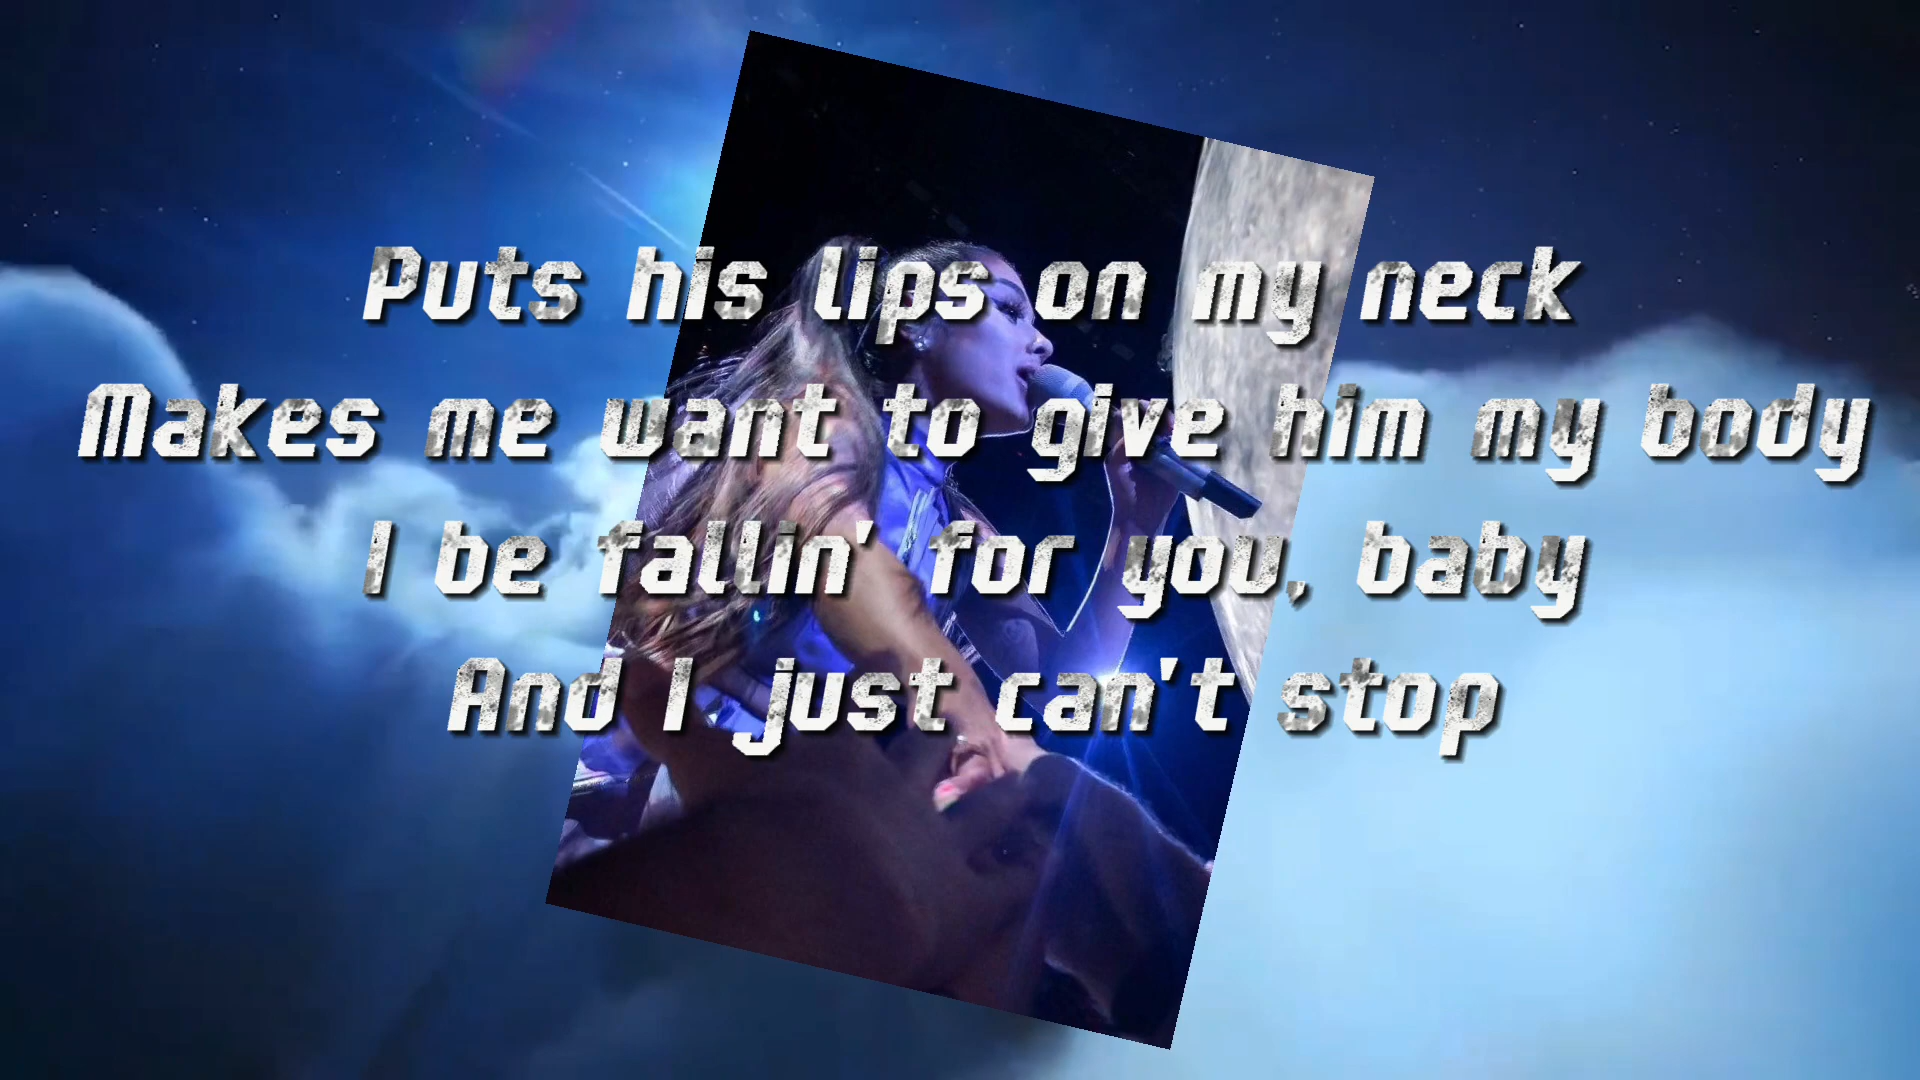 Puts his lips on my neck
Makes me want to give him my body
I be fallin' for you, baby
And I just can't stop